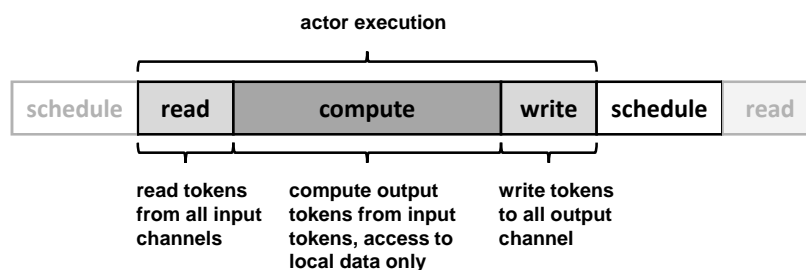 actor execution
schedule read compute write schedule read
read tokens compute output write tokens
from all input tokens from input to all output
channels tokens, access to channel
local data only